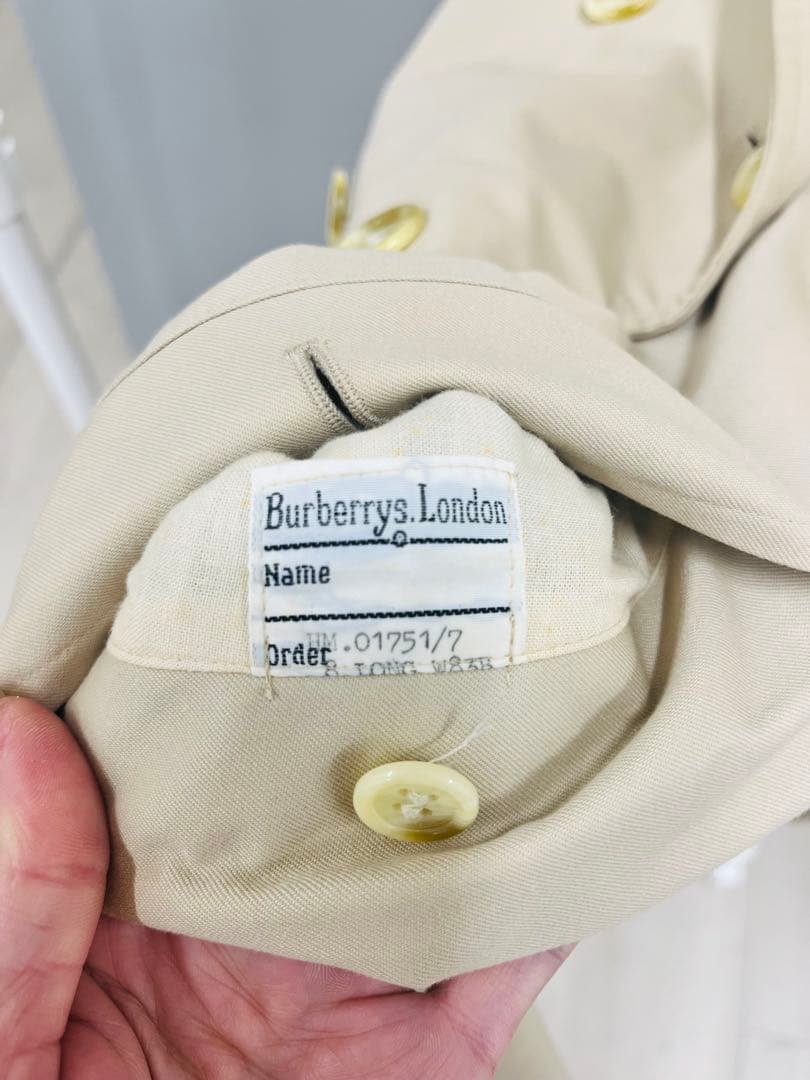 Burberrys. London
Name
HM.01751/7
Order
8 LONG W83B